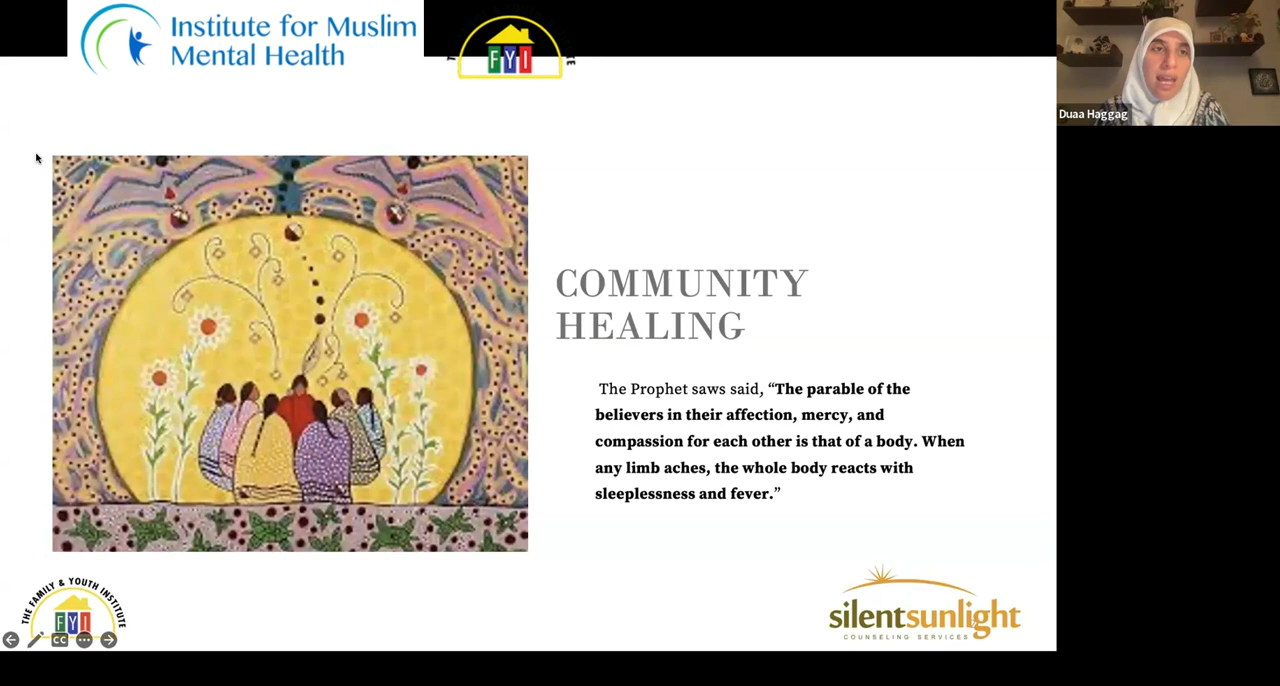 Institute for Muslim
Mental Health
FYI
Duaa Haggag
COMMUNITY
HEALING
The Prophet saws said, “The parable of the
believers in their affection, mercy, and
compassion for each other is that of a body. When
any limb aches, the whole body reacts with
sleeplessness and fever.”
THE FAMILY & YOUTH INSTITUTE
FYI
CC
silentsunlight
COUNSELING SERVICES